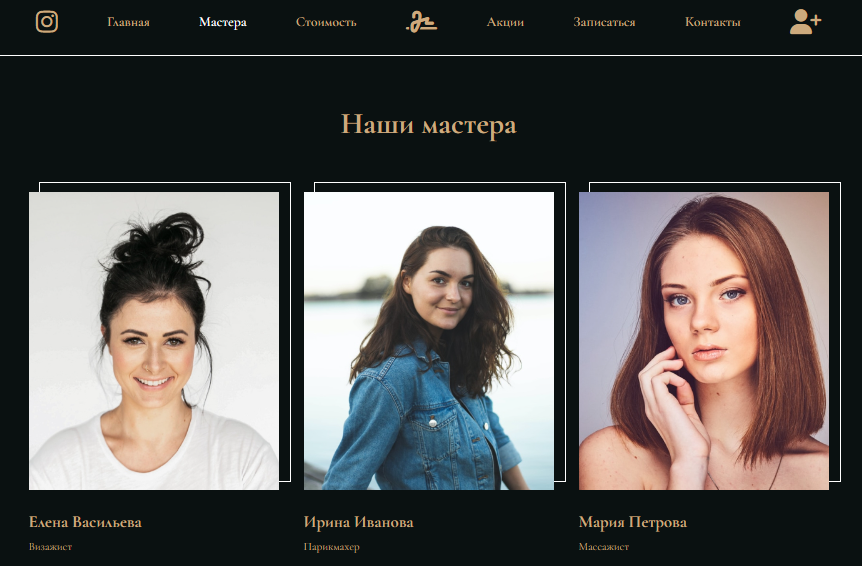 Главная Мастера Стоимость Акции Записаться Контакты
Наши мастера
Елена Васильева Ирина Иванова Мария Петрова
Визажист Парикмахер Массажист